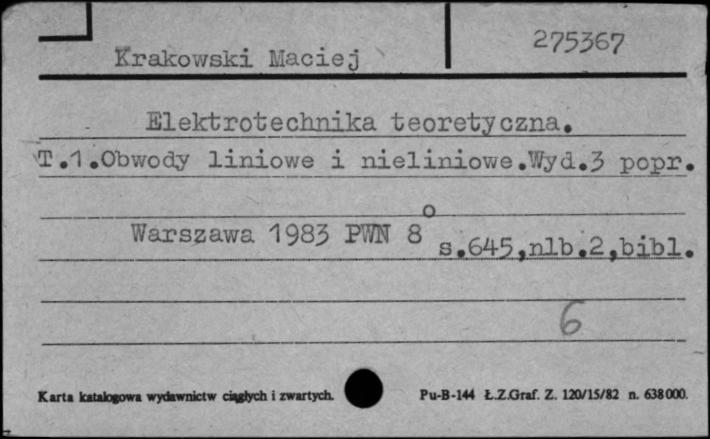 Krakowski Maciej 275367
Elektrotechnika teoretyczna.
T.1.Obwody liniowe i nieliniowe.Wyd.3 popr.
Warszawa 1983 PWN 8° s.645,nlb.2,bibl.
6
Karta katalogowa wydawnictw ciągłych i zwartych. Pu-B-144 Ł.Z.Graf. Z. 120/15/82 n. 638000.